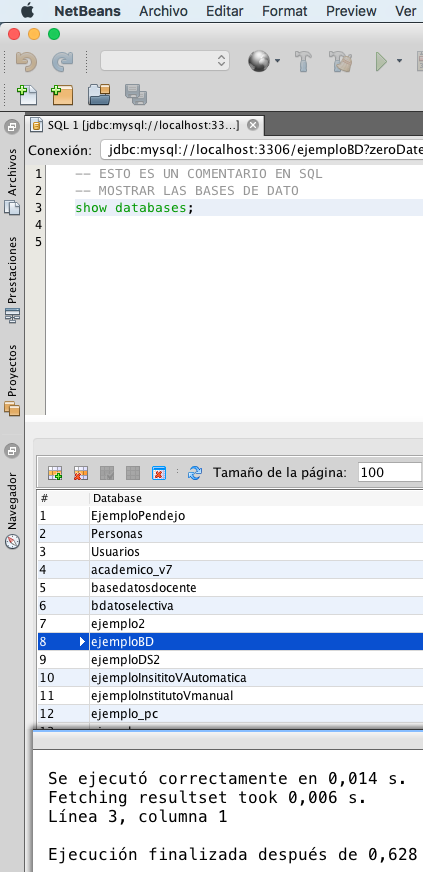 NetBeans Archivo Editar Format Preview Ver
SQL 1 [jdbc:mysql://localhost:33...]
Conexión: jdbc:mysql://localhost:3306/ejemploBD?zeroDate
1 -- ESTO ES UN COMENTARIO EN SQL
2 -- MOSTRAR LAS BASES DE DATO
3 show databases;
4
5
Archivos
Prestaciones
Proyectos
Navegador
Tamaño de la página: 100
# Database
1 EjemploPendejo
2 Personas
3 Usuarios
4 academico_v7
5 basedatosdocente
6 bdatoselectiva
7 ejemplo2
8 ejemploBD
9 ejemploDS2
10 ejemploInsititoVAutomatica
11 ejemploInstitutoVmanual
12 ejemplo_pc
Se ejecutó correctamente en 0,014 s.
Fetching resultset took 0,006 s.
Línea 3, columna 1
Ejecución finalizada después de 0,628